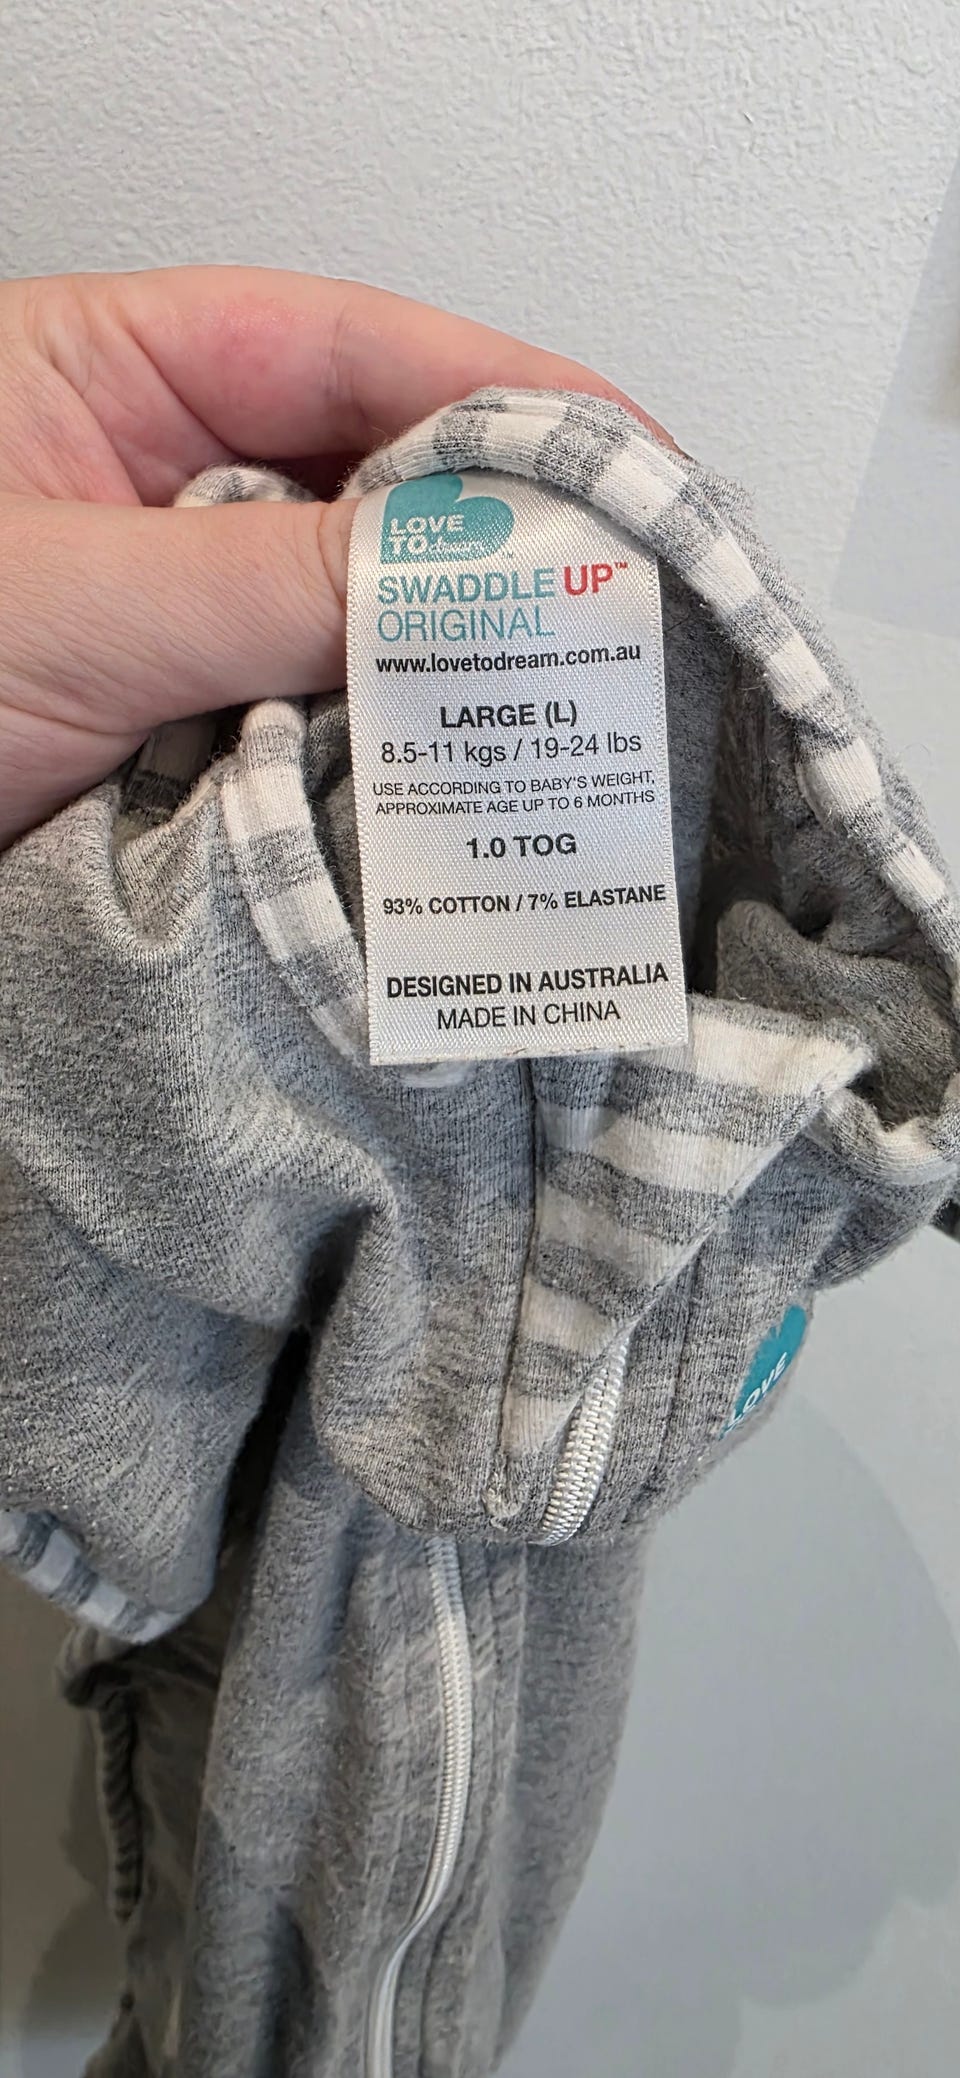 LOVE
TO dream™
SWADDLE UP™
ORIGINAL
www.lovetodream.com.au
LARGE (L)
8.5-11 kgs / 19-24 lbs
USE ACCORDING TO BABY'S WEIGHT,
APPROXIMATE AGE UP TO 6 MONTHS
1.0 TOG
93% COTTON / 7% ELASTANE
DESIGNED IN AUSTRALIA
MADE IN CHINA
LOVE